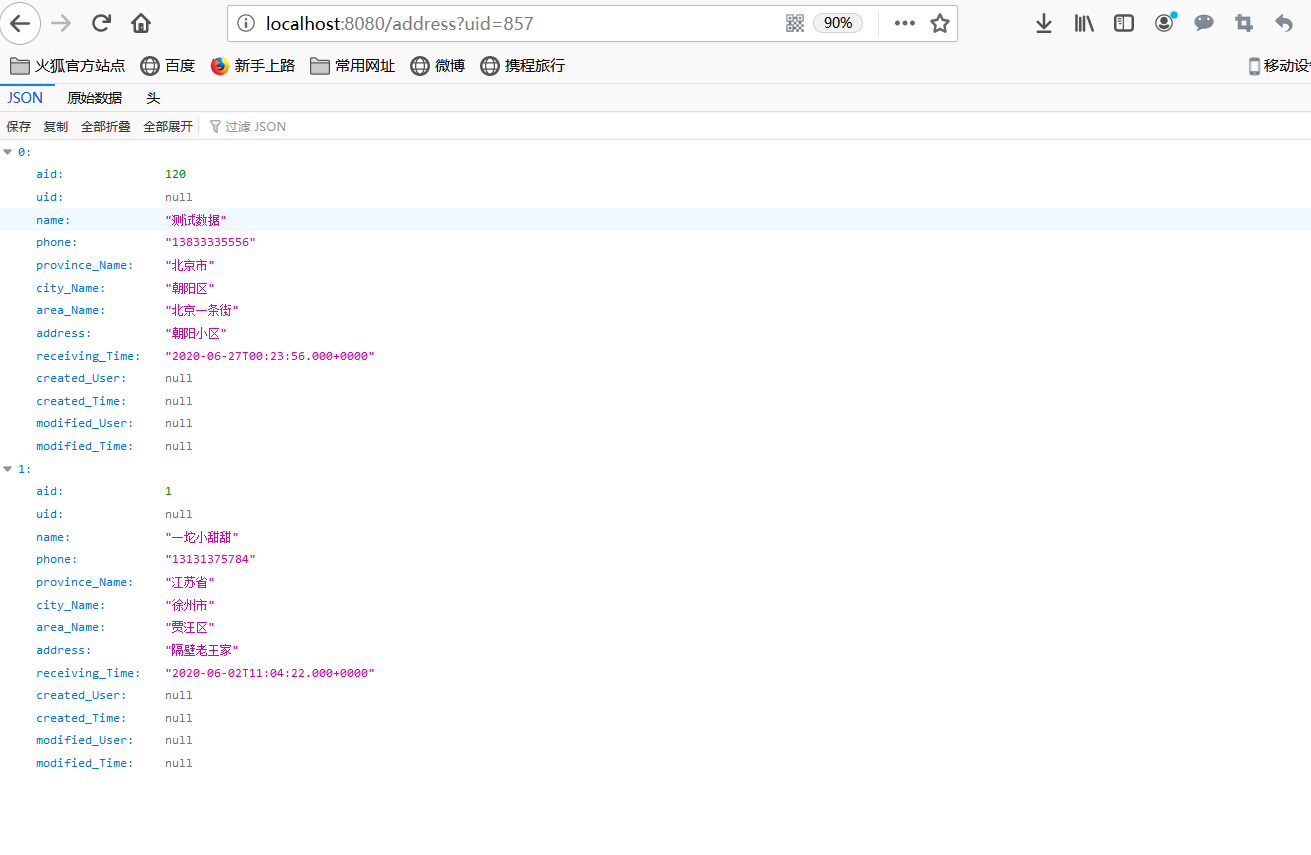 localhost:8080/address?uid=857 90%
火狐官方站点 百度 新手上路 常用网址 微博 携程旅行 移动设
JSON 原始数据 头
保存 复制 全部折叠 全部展开 过滤 JSON
0:
aid: 120
uid: null
name: "测试数据"
phone: "13833335556"
province_Name: "北京市"
city_Name: "朝阳区"
area_Name: "北京一条街"
address: "朝阳小区"
receiving_Time: "2020-06-27T00:23:56.000+0000"
created_User: null
created_Time: null
modified_User: null
modified_Time: null
1:
aid: 1
uid: null
name: "一坨小甜甜"
phone: "13131375784"
province_Name: "江苏省"
city_Name: "徐州市"
area_Name: "贾汪区"
address: "隔壁老王家"
receiving_Time: "2020-06-02T11:04:22.000+0000"
created_User: null
created_Time: null
modified_User: null
modified_Time: null